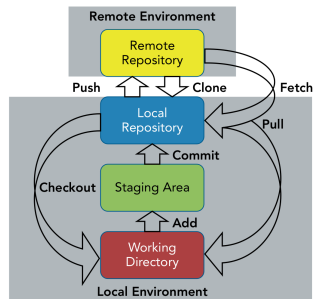 Remote Environment
Remote
Repository
Push
Clone
Fetch
Local
Repository
Pull
Commit
Checkout
Staging Area
Add
Working
Directory
Local Environment